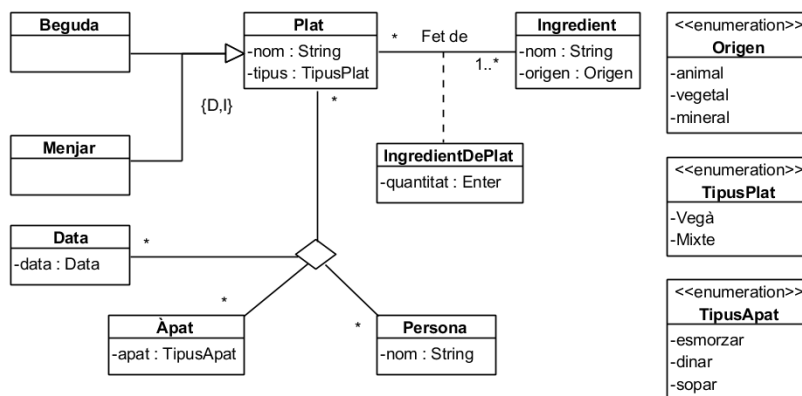 Beguda
Plat
-nom : String
-tipus : TipusPlat
*
Fet de
1..*
Ingredient
-nom : String
-origen : Origen
<<enumeration>>
Origen
-animal
-vegetal
-mineral
{D,I}
*
Menjar
IngredientDePlat
-quantitat : Enter
<<enumeration>>
TipusPlat
-Vegà
-Mixte
Data
-data : Data
*
*
*
Àpat
-apat : TipusApat
Persona
-nom : String
<<enumeration>>
TipusApat
-esmorzar
-dinar
-sopar